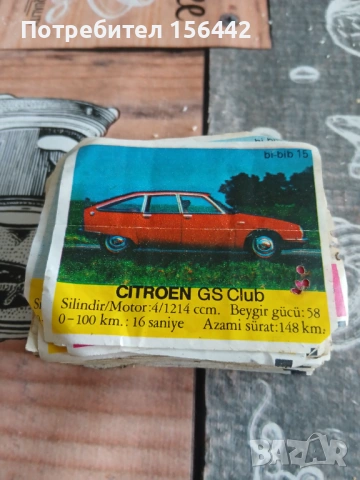 Потребител 156442
bi-bib 15
CITROEN GS Club
Silindir/Motor:4/1214 ccm. Beygir gücü: 58
0-100 km.: 16 saniye Azami sürat: 148 km.
BAZAR